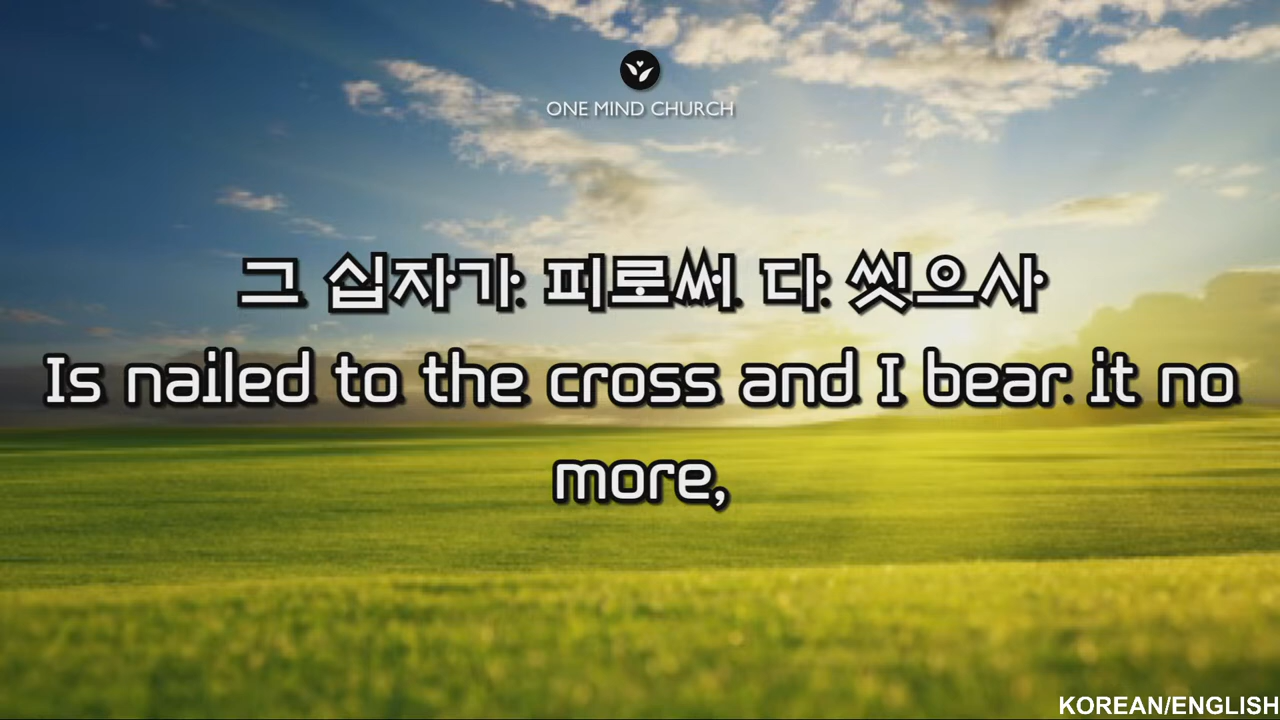 ONE MIND CHURCH
그 십자가 피로써 다 씻으사
Is nailed to the cross and I bear it no
more,
KOREAN/ENGLISH